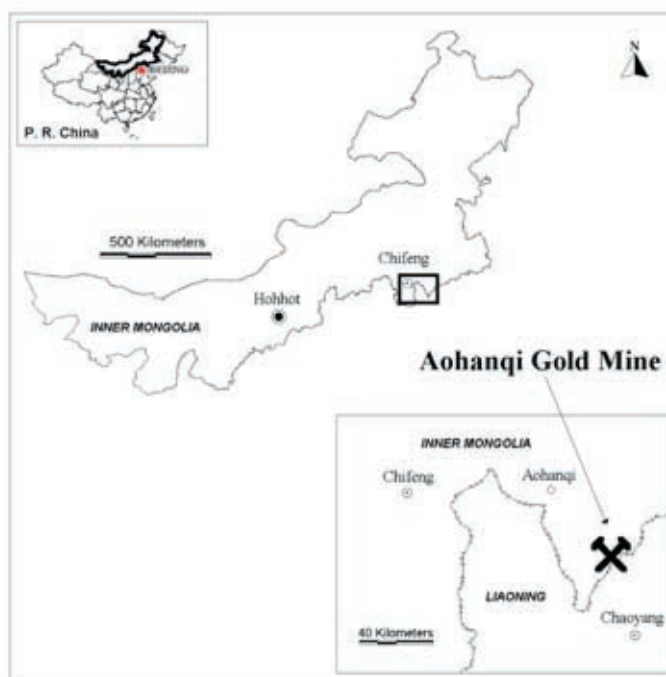 BEIJING
P. R. China
N
500 Kilometers
Chifeng
Hohhot
INNER MONGOLIA
Aohanqi Gold Mine
INNER MONGOLIA
Chifeng
Aohanqi
LIAONING
Chaoyang
40 Kilometers